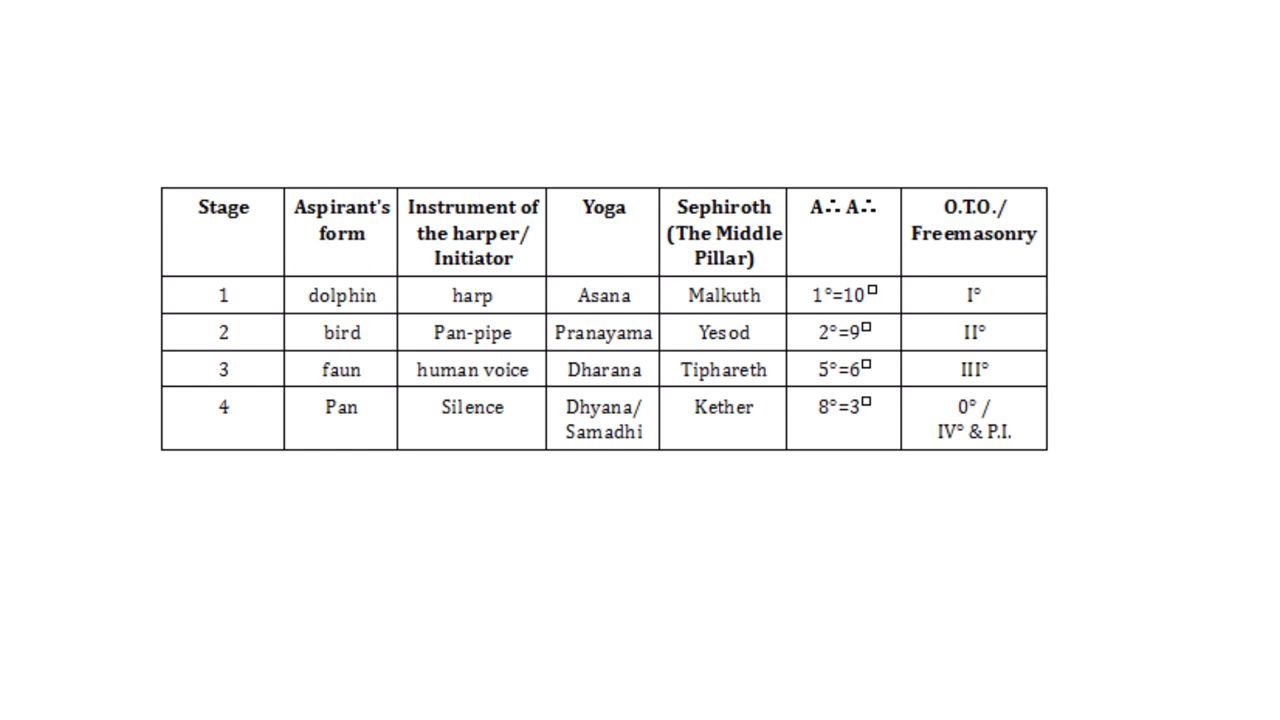 Stage Aspirant's Instrument of Yoga Sephiroth A∴ A∴ O.T.O./
form the harper/ (The Middle Freemasonry
Initiator Pillar)
1 dolphin harp Asana Malkuth 1°=10□ I°
2 bird Pan-pipe Pranayama Yesod 2°=9□ II°
3 faun human voice Dharana Tiphareth 5°=6□ III°
4 Pan Silence Dhyana/ Kether 8°=3□ 0° /
Samadhi IV° & P.I.